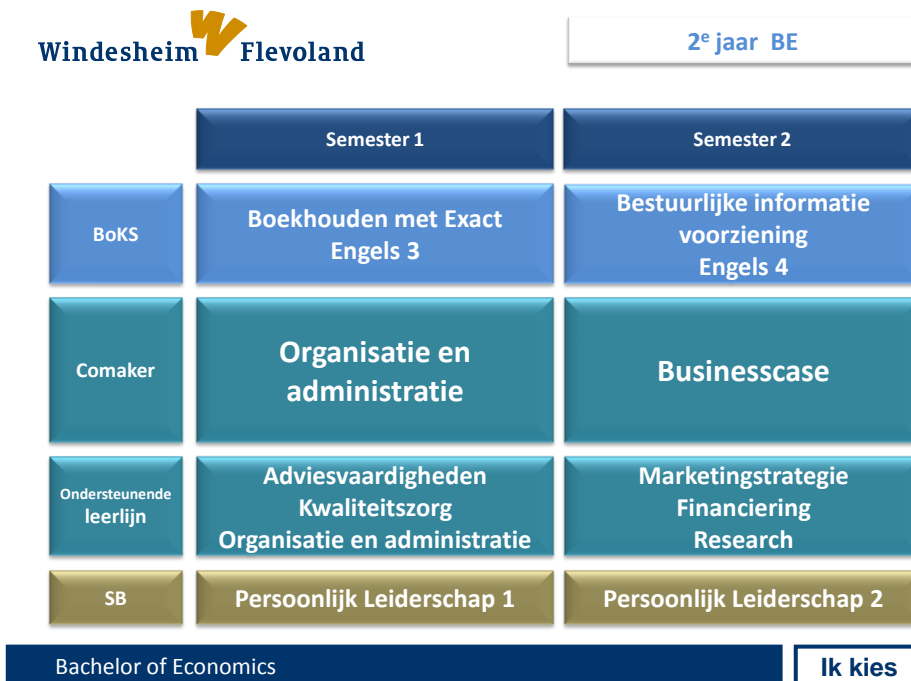 Windesheim Flevoland
2e jaar BE
Semester 1
Semester 2
BoKS
Boekhouden met Exact
Engels 3
Bestuurlijke informatie
voorziening
Engels 4
Comaker
Organisatie en
administratie
Businesscase
Ondersteunende
leerlijn
Adviesvaardigheden
Kwaliteitszorg
Organisatie en administratie
Marketingstrategie
Financiering
Research
SB
Persoonlijk Leiderschap 1
Persoonlijk Leiderschap 2
Bachelor of Economics
Ik kies